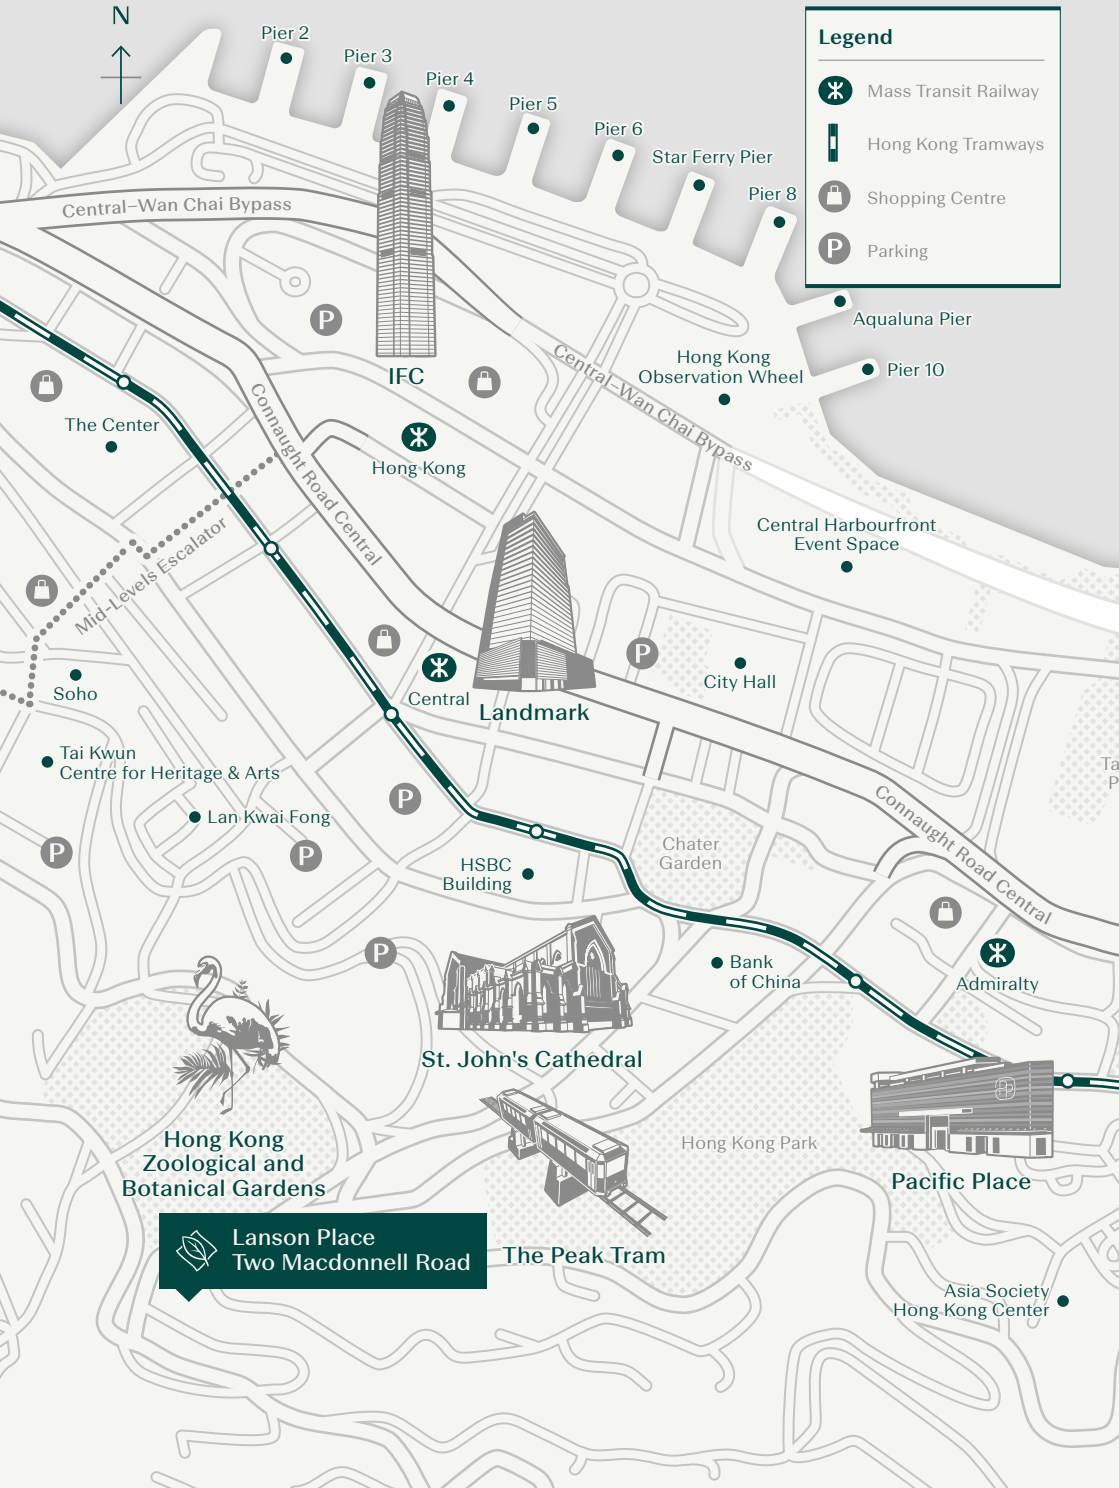 N
Pier 2
Pier 3
Pier 4
Pier 5
Pier 6
Star Ferry Pier
Pier 8
Legend
Mass Transit Railway
Hong Kong Tramways
Shopping Centre
P
Parking
Central–Wan Chai Bypass
Aqualuna Pier
Pier 10
P
IFC
Hong Kong
Observation Wheel
Central–Wan Chai Bypass
The Center
Connaught Road Central
Hong Kong
Central Harbourfront
Event Space
Mid-Levels Escalator
Soho
Central
Landmark
P
City Hall
Tai Kwun
Centre for Heritage & Arts
Ta
P
Lan Kwai Fong
P
P
P
HSBC
Building
Chater
Garden
Connaught Road Central
P
Bank
of China
Admiralty
St. John's Cathedral
Hong Kong
Zoological and
Botanical Gardens
Hong Kong Park
Pacific Place
Lanson Place
Two Macdonnell Road
The Peak Tram
Asia Society
Hong Kong Center